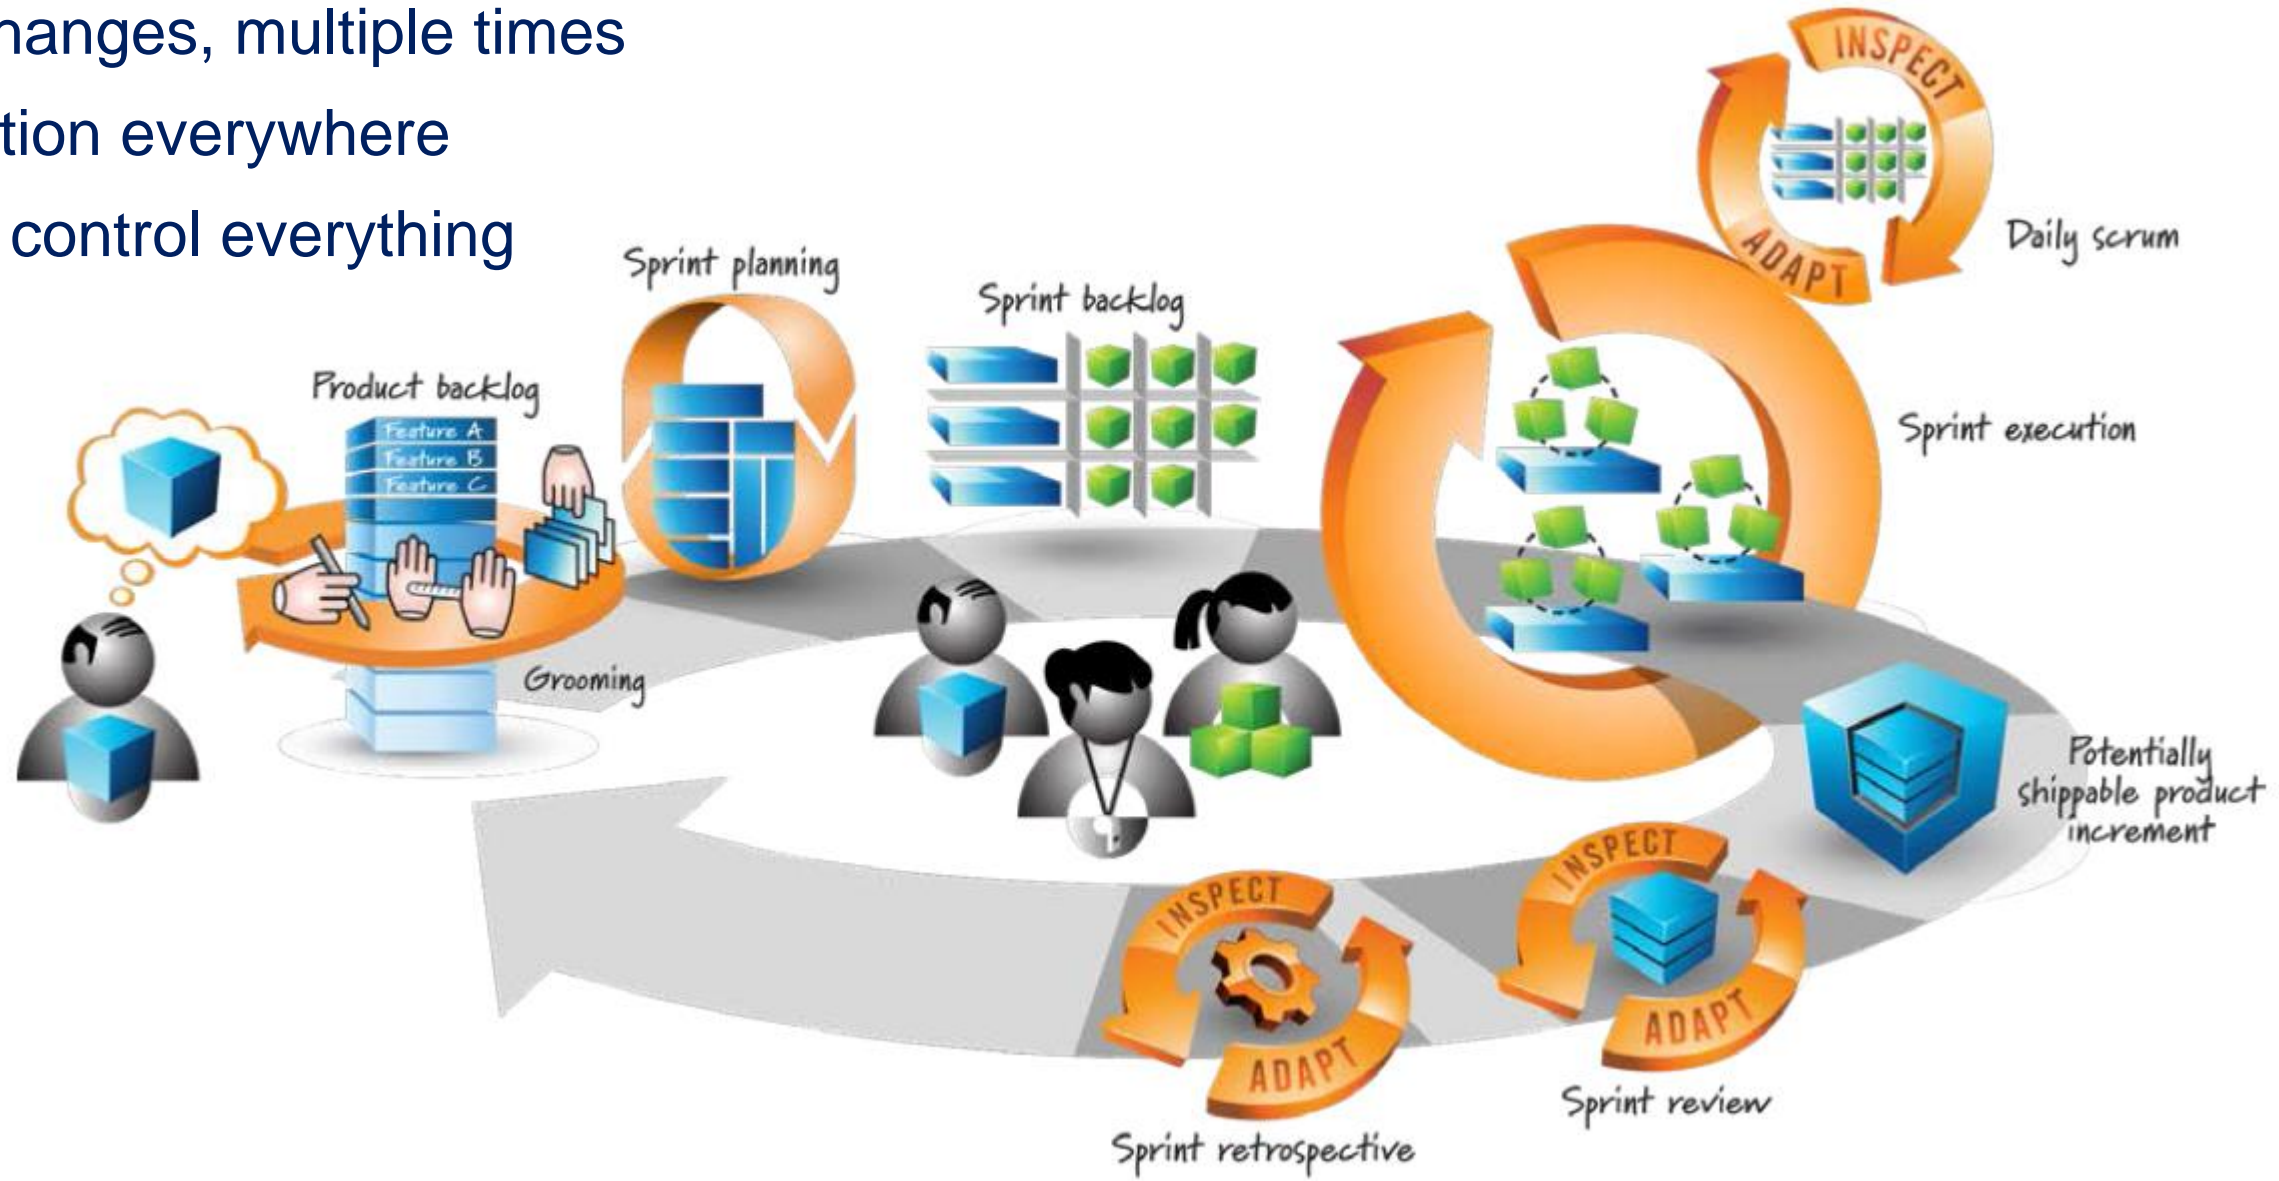 hanges, multiple times
tion everywhere
control everything
Sprint planning
Sprint backlog
Product backlog
Feature A
Feature B
Feature C
Grooming
INSPECT
ADAPT
Daily scrum
Sprint execution
Potentially
shippable product
increment
INSPECT
ADAPT
Sprint review
INSPECT
ADAPT
Sprint retrospective